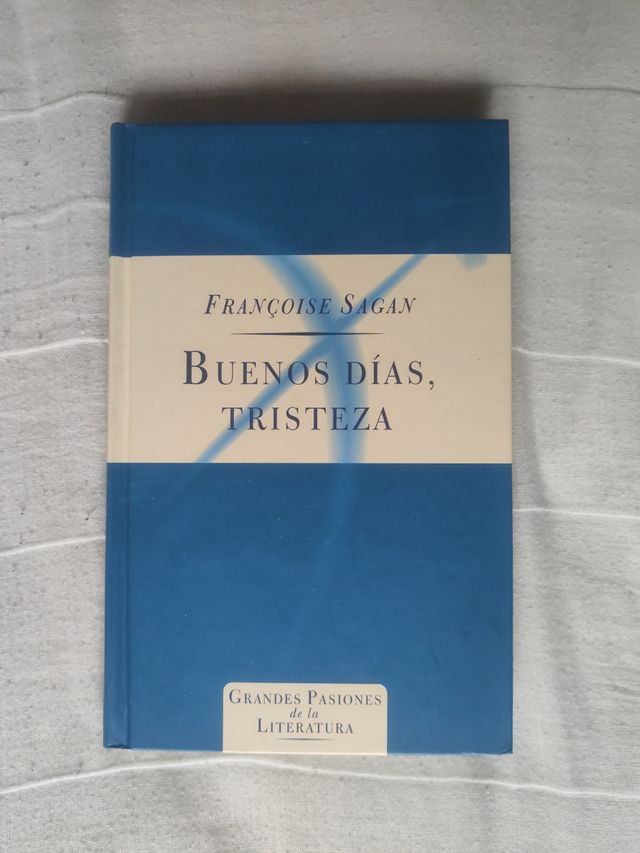 Françoise Sagan
Buenos días,
tristeza
Grandes Pasiones
de la
Literatura